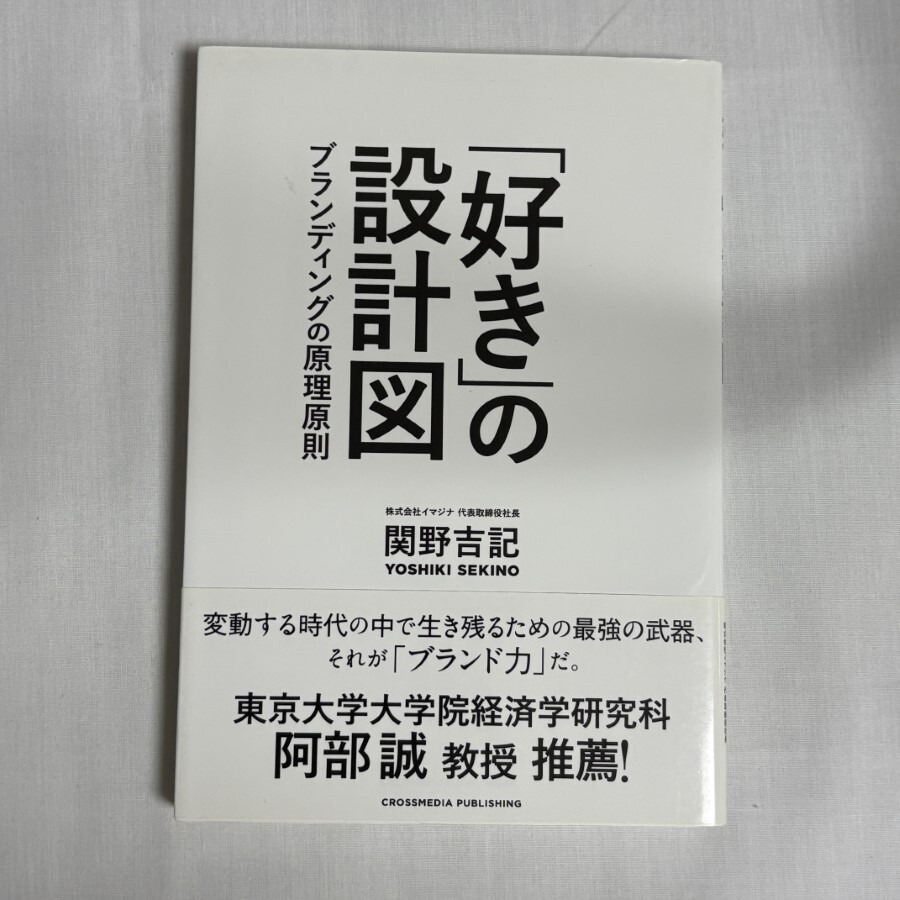 「好き」の
設計図
ブランディングの原理原則
株式会社イマジナ 代表取締役社長
関野吉記
YOSHIKI SEKINO
変動する時代の中で生き残るための最強の武器、
それが「ブランド力」だ。
東京大学大学院経済学研究科
阿部誠 教授 推薦!
CROSSMEDIA PUBLISHING